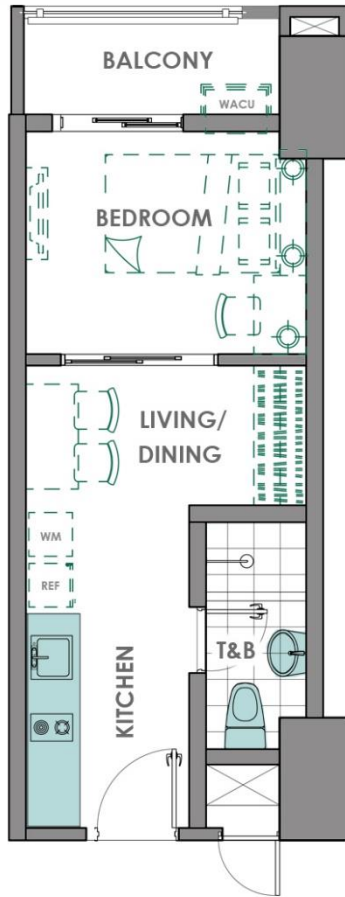 BALCONY
WACU
BEDROOM
LIVING/
DINING
WM
REF
T&B
KITCHEN